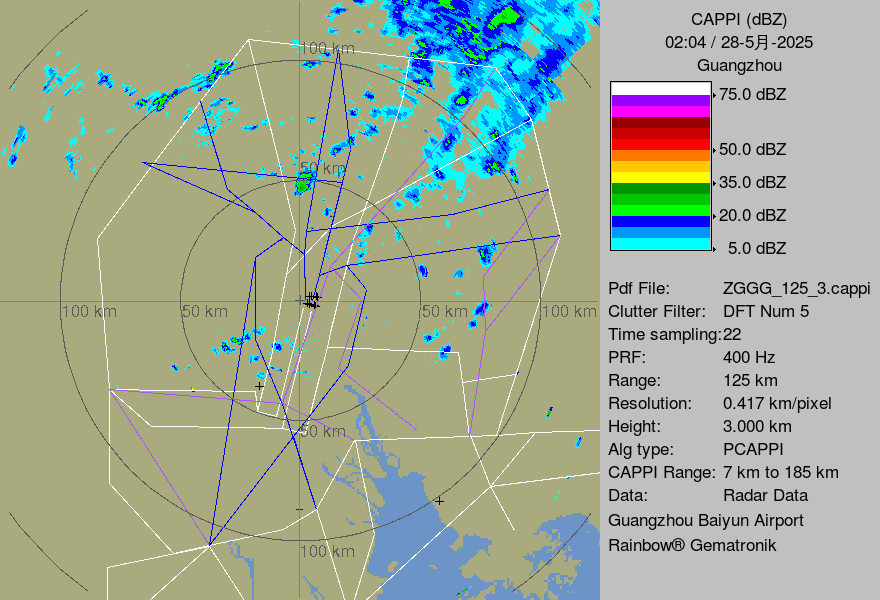 CAPPI (dBZ)
02:04 / 28-5月-2025
Guangzhou
75.0 dBZ
50.0 dBZ
35.0 dBZ
20.0 dBZ
5.0 dBZ
Pdf File: ZGGG_125_3.cappi
Clutter Filter: DFT Num 5
Time sampling:22
PRF: 400 Hz
Range: 125 km
Resolution: 0.417 km/pixel
Height: 3.000 km
Alg type: PCAPPI
CAPPI Range: 7 km to 185 km
Data: Radar Data
Guangzhou Baiyun Airport
Rainbow® Gematronik
100 km
50 km
100 km
50 km
50 km
100 km
50 km
100 km